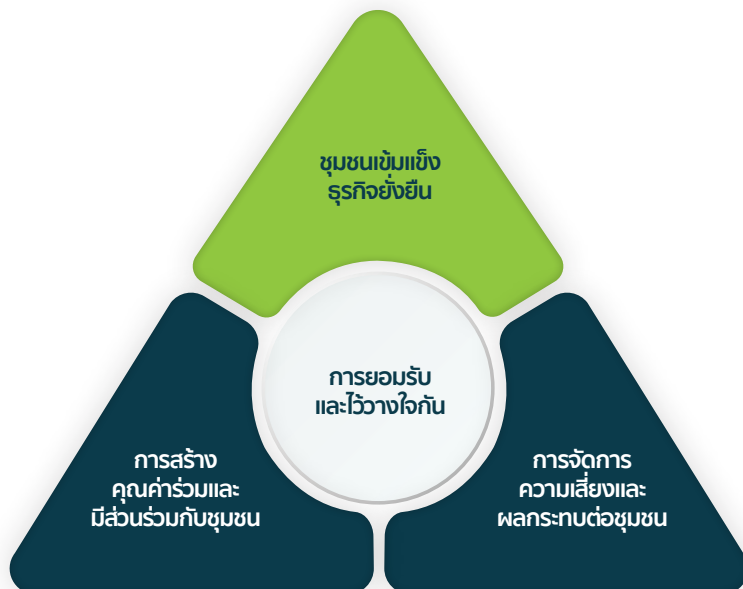 ชุมชนเข้มแข็ง
ธุรกิจยั่งยืน
การยอมรับ
และไว้วางใจกัน
การสร้าง
คุณค่าร่วมและ
มีส่วนร่วมกับชุมชน
การจัดการ
ความเสี่ยงและ
ผลกระทบต่อชุมชน